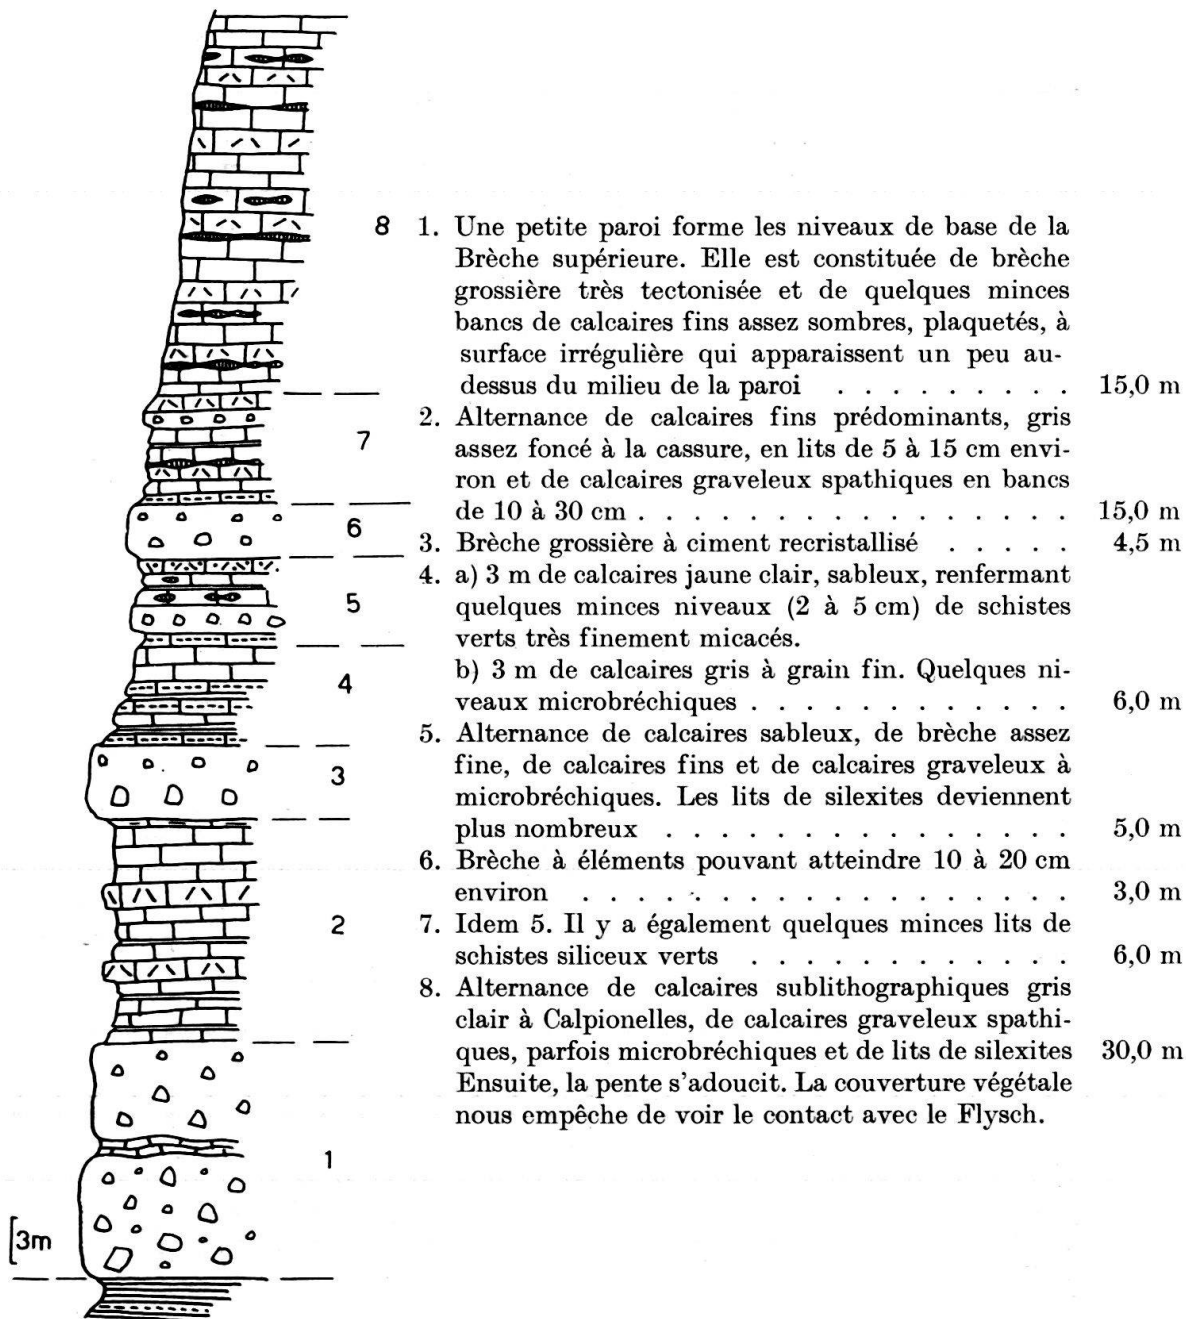 8
7
6
5
4
3
2
1
3m
1. Une petite paroi forme les niveaux de base de la
Brèche supérieure. Elle est constituée de brèche
grossière très tectonisée et de quelques minces
bancs de calcaires fins assez sombres, plaquetés, à
surface irrégulière qui apparaissent un peu au-
dessus du milieu de la paroi . . . . . . . . . 15,0 m
2. Alternance de calcaires fins prédominants, gris
assez foncé à la cassure, en lits de 5 à 15 cm envi-
ron et de calcaires graveleux spathiques en bancs
de 10 à 30 cm . . . . . . . . . . . . . . . . . 15,0 m
3. Brèche grossière à ciment recristallisé . . . . . 4,5 m
4. a) 3 m de calcaires jaune clair, sableux, renfermant
quelques minces niveaux (2 à 5 cm) de schistes
verts très finement micacés.
b) 3 m de calcaires gris à grain fin. Quelques ni-
veaux microbréchiques . . . . . . . . . . . . . 6,0 m
5. Alternance de calcaires sableux, de brèche assez
fine, de calcaires fins et de calcaires graveleux à
microbréchiques. Les lits de silexites deviennent
plus nombreux . . . . . . . . . . . . . . . . 5,0 m
6. Brèche à éléments pouvant atteindre 10 à 20 cm
environ . . . . . . . . . . . . . . . . . . . 3,0 m
7. Idem 5. Il y a également quelques minces lits de
schistes siliceux verts . . . . . . . . . . . . . 6,0 m
8. Alternance de calcaires sublithographiques gris
clair à Calpionelles, de calcaires graveleux spathi-
ques, parfois microbréchiques et de lits de silexites 30,0 m
Ensuite, la pente s'adoucit. La couverture végétale
nous empêche de voir le contact avec le Flysch.